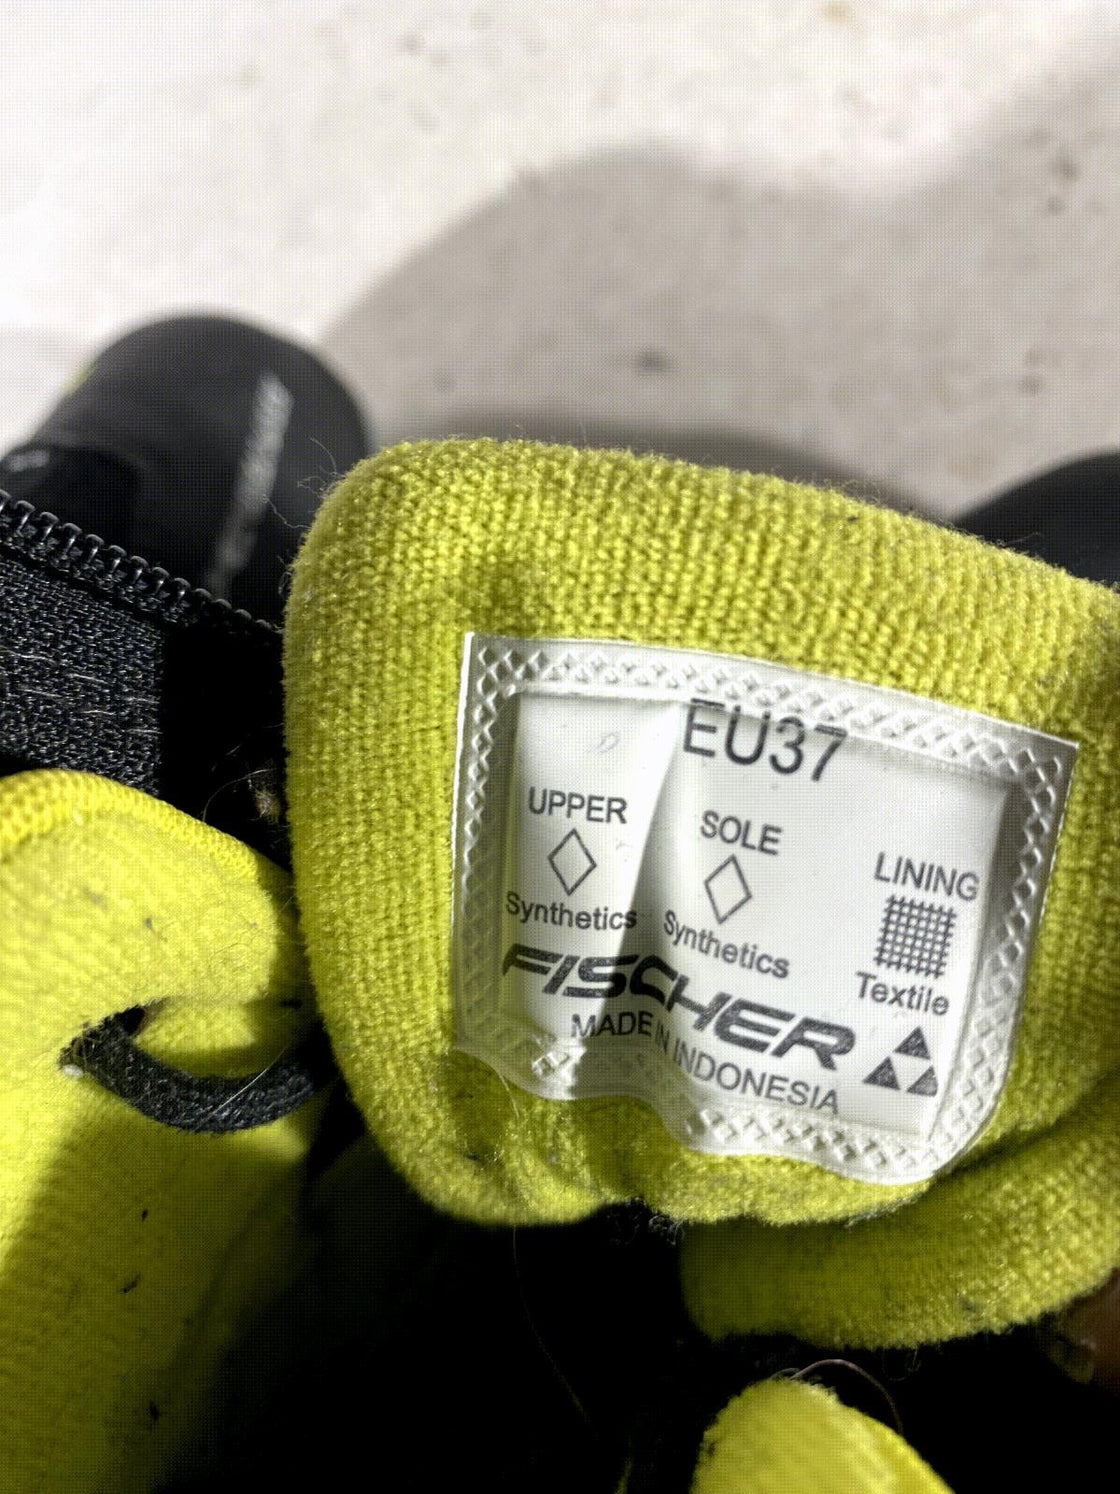 EU37
UPPER
SOLE
LINING
Synthetics
Synthetics
Textile
FISCHER
MADE IN INDONESIA